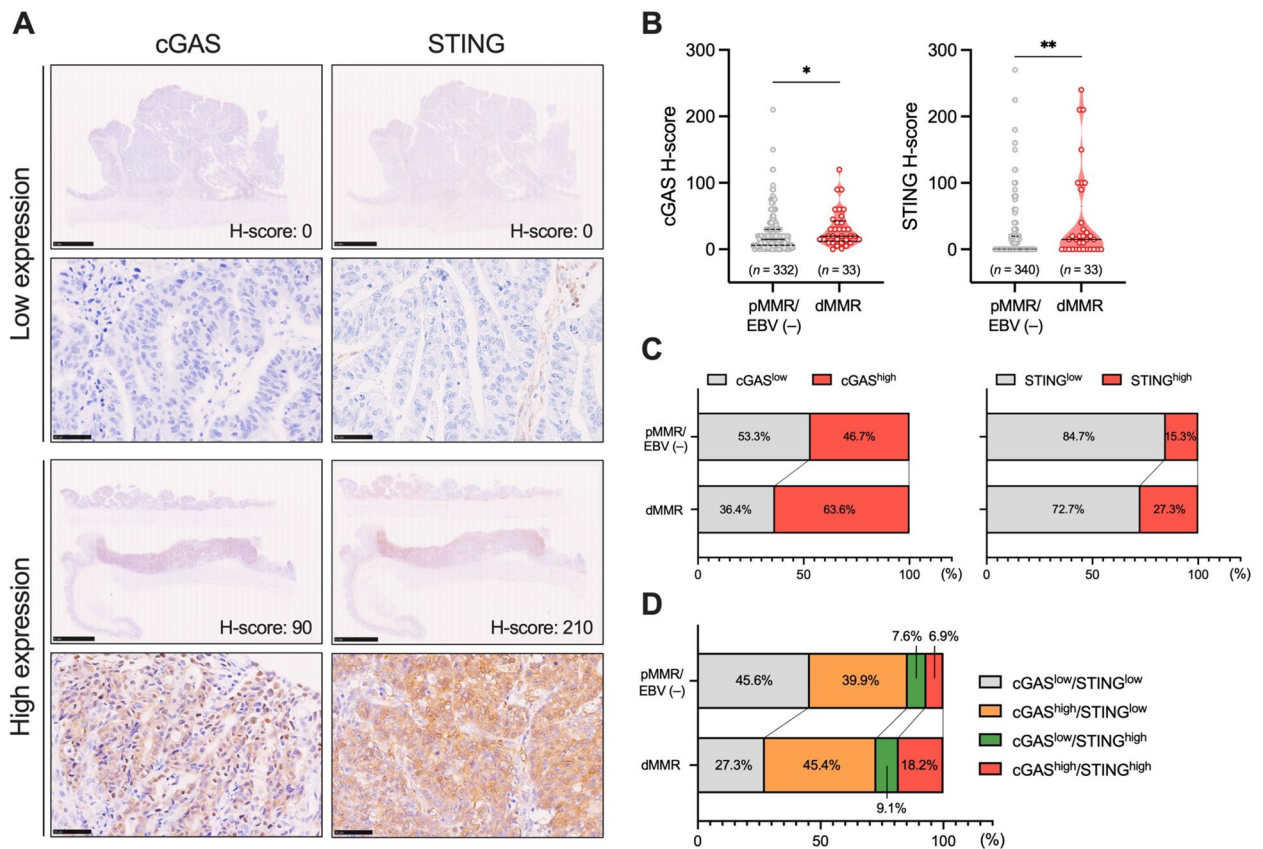 A
cGAS
STING
Low expression
H-score: 0
H-score: 0
High expression
H-score: 90
H-score: 210
B
300
200
100
0
cGAS H-score
*
(n = 332)
(n = 33)
pMMR/
EBV (–)
dMMR
300
200
100
0
STING H-score
**
(n = 340)
(n = 33)
pMMR/
EBV (–)
dMMR
C
cGASlow
cGAShigh
pMMR/
EBV (–)
53.3%
46.7%
dMMR
36.4%
63.6%
0
50
100
(%)
STINGlow
STINGhigh
84.7%
15.3%
72.7%
27.3%
0
50
100
(%)
D
7.6%
6.9%
pMMR/
EBV (–)
45.6%
39.9%
dMMR
27.3%
45.4%
18.2%
9.1%
0
50
100
(%)
cGASlow/STINGlow
cGAShigh/STINGlow
cGASlow/STINGhigh
cGAShigh/STINGhigh